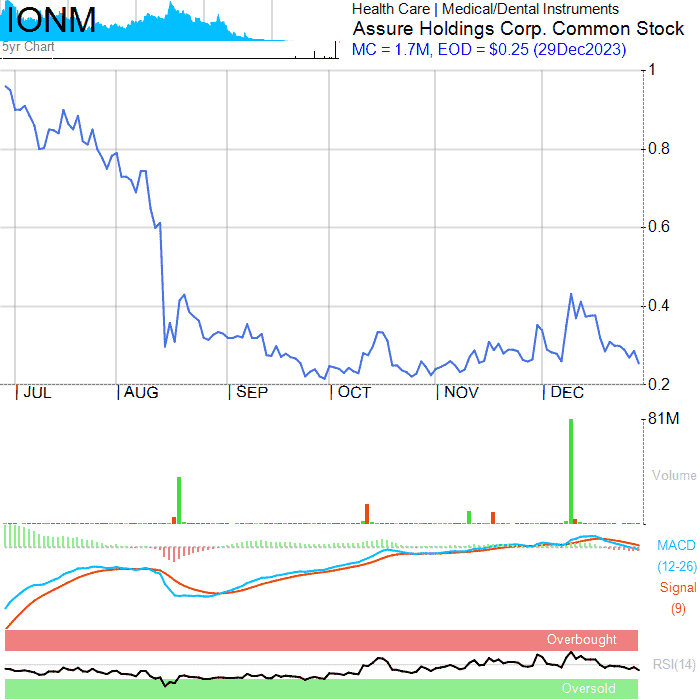 IONM
5yr Chart
Health Care | Medical/Dental Instruments
Assure Holdings Corp. Common Stock
MC = 1.7M, EOD = $0.25 (29Dec2023)
1
0.8
0.6
0.4
0.2
JUL AUG SEP OCT NOV DEC
81M
Volume
MACD
(12-26)
Signal
(9)
Overbought
RSI(14)
Oversold